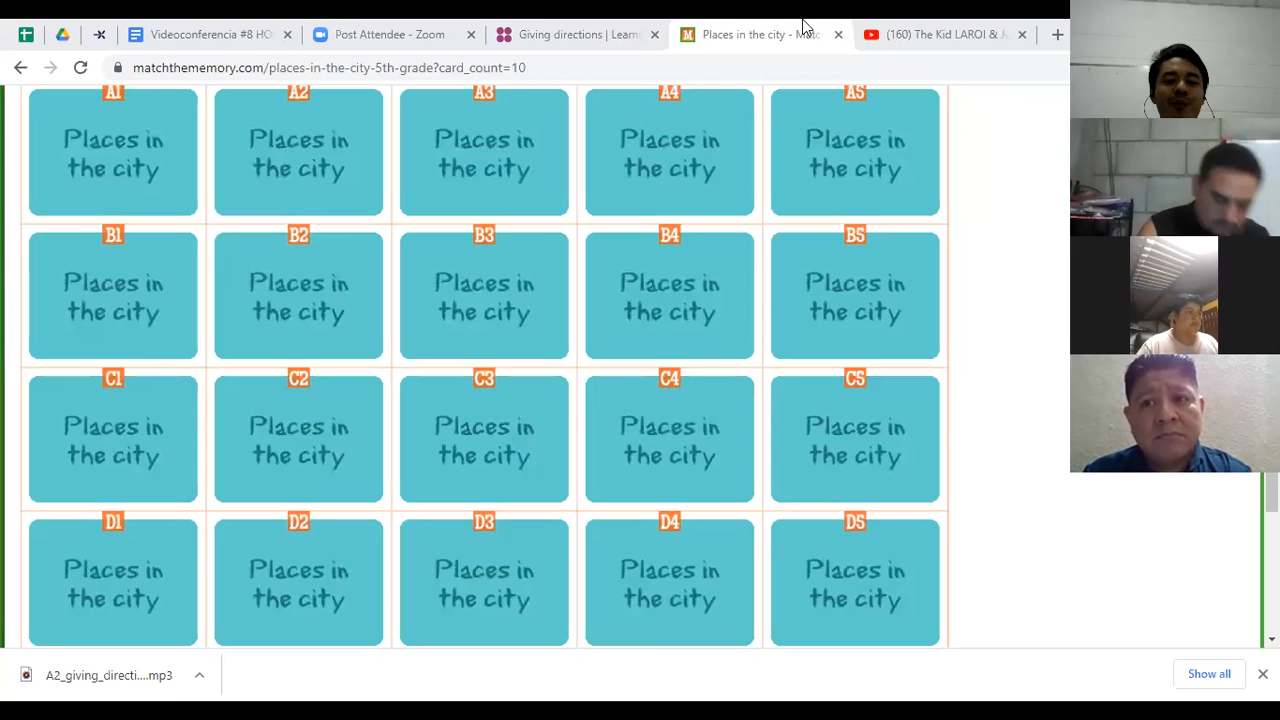 Videoconferencia #8 HO
Post Attendee - Zoom
Giving directions | Learn
Places in the city - Matc
(160) The Kid LAROI & J
matchthememory.com/places-in-the-city-5th-grade?card_count=10
A1 A2 A3 A4 A5
Places in Places in Places in Places in Places in
the city the city the city the city the city
B1 B2 B3 B4 B5
Places in Places in Places in Places in Places in
the city the city the city the city the city
C1 C2 C3 C4 C5
Places in Places in Places in Places in Places in
the city the city the city the city the city
D1 D2 D3 D4 D5
Places in Places in Places in Places in Places in
the city the city the city the city the city
A2_giving_directi....mp3
Show all